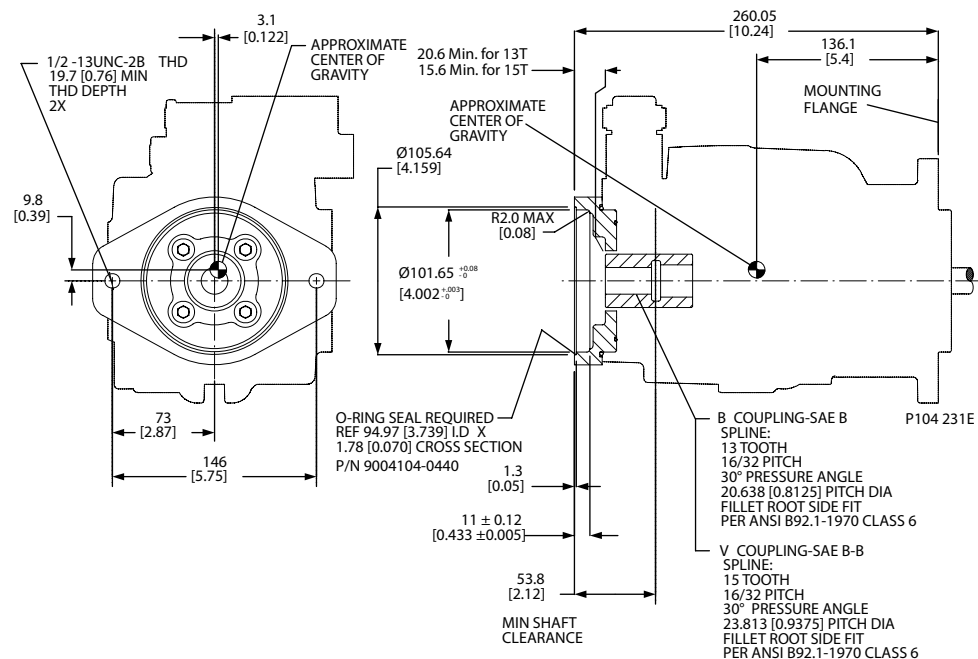 3.1
[0.122]
APPROXIMATE
CENTER OF
GRAVITY
1/2 -13UNC-2B THD
19.7 [0.76] MIN
THD DEPTH
2X
9.8
[0.39]
73
[2.87]
146
[5.75]
260.05
[10.24]
20.6 Min. for 13T
15.6 Min. for 15T
136.1
[5.4]
MOUNTING
FLANGE
APPROXIMATE
CENTER OF
GRAVITY
Ø105.64
[4.159]
R2.0 MAX
[0.08]
Ø101.65 +0.08 -0
[4.002 +.003 -0]
O-RING SEAL REQUIRED
REF 94.97 [3.739] I.D X
1.78 [0.070] CROSS SECTION
P/N 9004104-0440
1.3
[0.05]
11 ± 0.12
[0.433 ±0.005]
53.8
[2.12]
MIN SHAFT
CLEARANCE
P104 231E
B COUPLING-SAE B
SPLINE:
13 TOOTH
16/32 PITCH
30° PRESSURE ANGLE
20.638 [0.8125] PITCH DIA
FILLET ROOT SIDE FIT
PER ANSI B92.1-1970 CLASS 6
V COUPLING-SAE B-B
SPLINE:
15 TOOTH
16/32 PITCH
30° PRESSURE ANGLE
23.813 [0.9375] PITCH DIA
FILLET ROOT SIDE FIT
PER ANSI B92.1-1970 CLASS 6